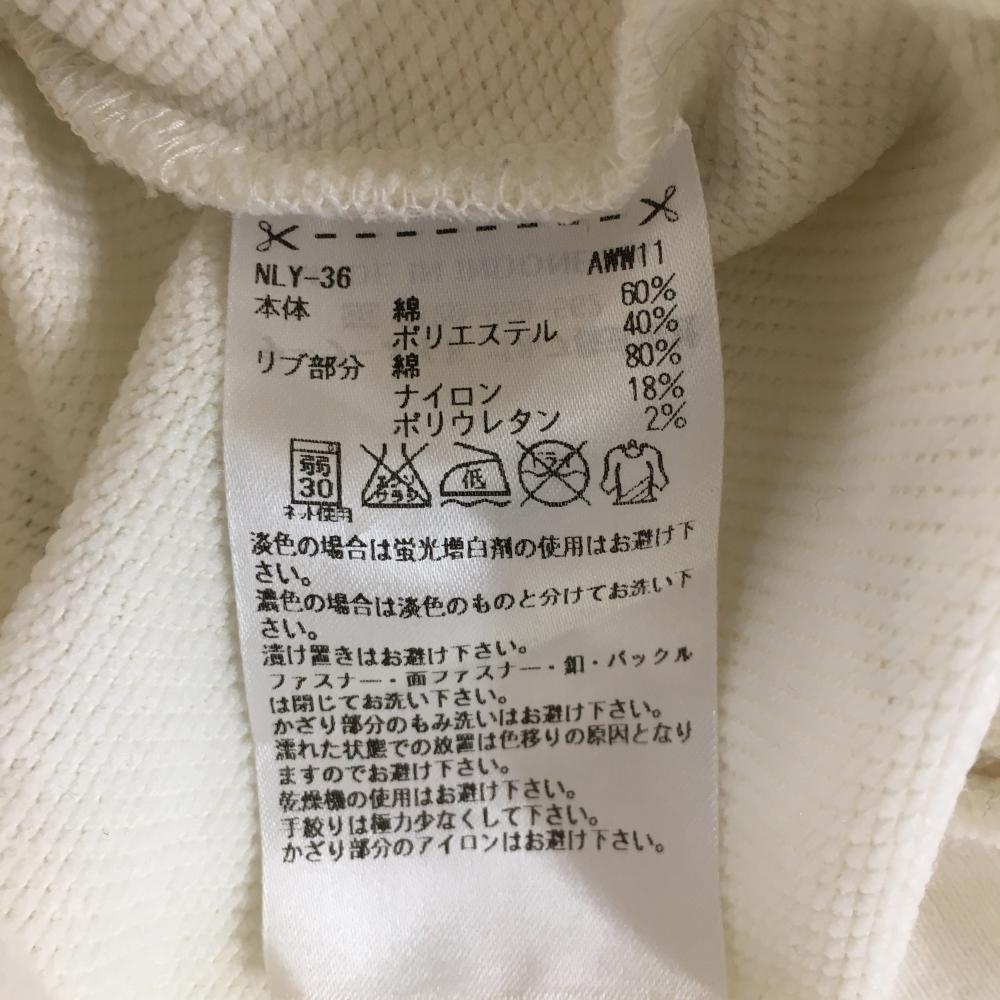 NLY-36 AWW11
本体 綿 60%
ポリエステル 40%
リブ部分 綿 80%
ナイロン 18%
ポリウレタン 2%
弱 30 エンソ サラシ 低 ドライ
ネット使用
淡色の場合は蛍光増白剤の使用はお避け下
さい。
濃色の場合は淡色のものと分けてお洗い下
さい。
漬け置きはお避け下さい。
ファスナー・面ファスナー・釦・バックル
は閉じてお洗い下さい。
かざり部分のもみ洗いはお避け下さい。
濡れた状態での放置は色移りの原因となり
ますのでお避け下さい。
乾燥機の使用はお避け下さい。
手絞りは極力少なくして下さい。
かざり部分のアイロンはお避け下さい。